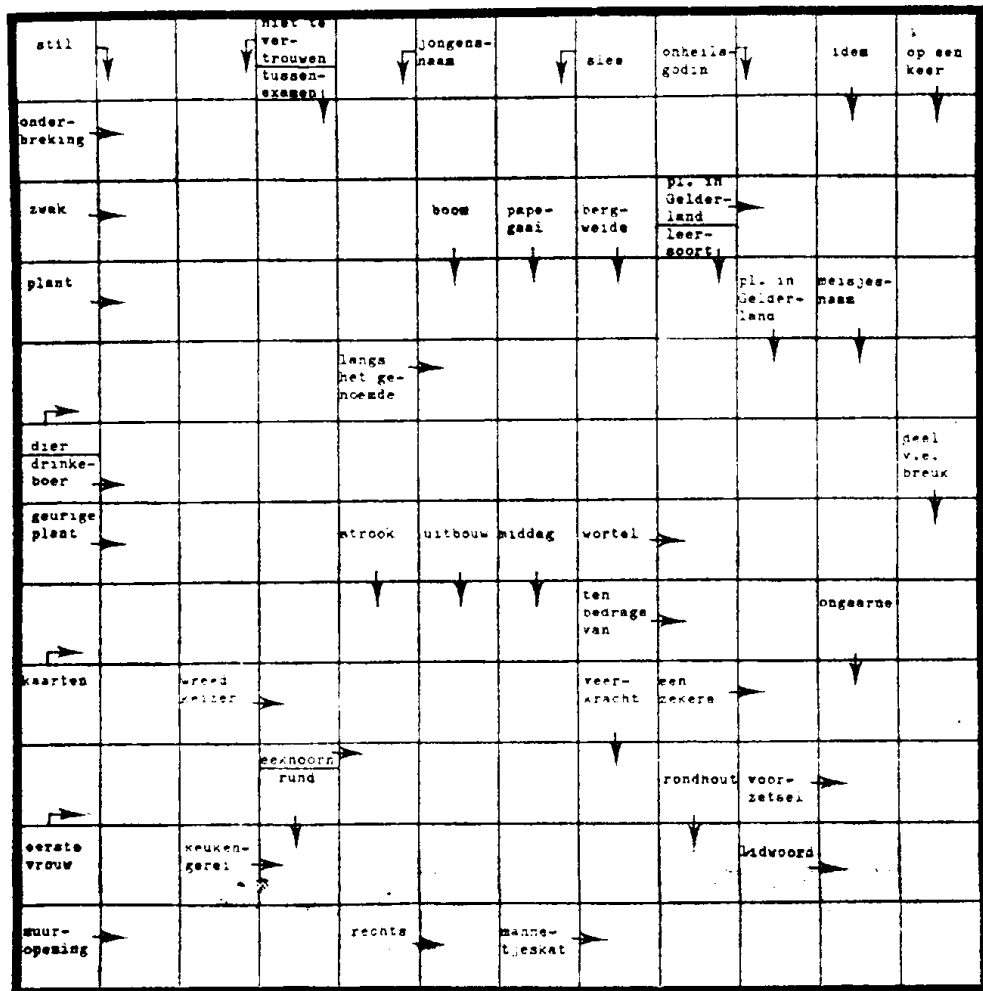 stil
niet te
ver-
trouwen
tussen-
examen
jongens-
naam
slee
onheils-
godin
idem
op een
keer
onder-
breking
zwak
boom
pape-
gaai
berg-
weide
pl. in
Gelder-
land
leer-
soort
plant
pl. in
Gelder-
land
meisjes-
naam
langs
het ge-
noemde
dier
drinke-
boer
deel
v.e.
breuk
geurige
plant
strook
uitbouw
middag
wortel
ten
bedrage
van
ongaarne
kaarten
wreed
keizer
veer-
kracht
een
zekere
eekhoorn
rund
rondhout
voor-
zetsel
eerste
vrouw
keuken-
gerei
Lidwoord
muur-
opening
rechts
manne-
tjeskat